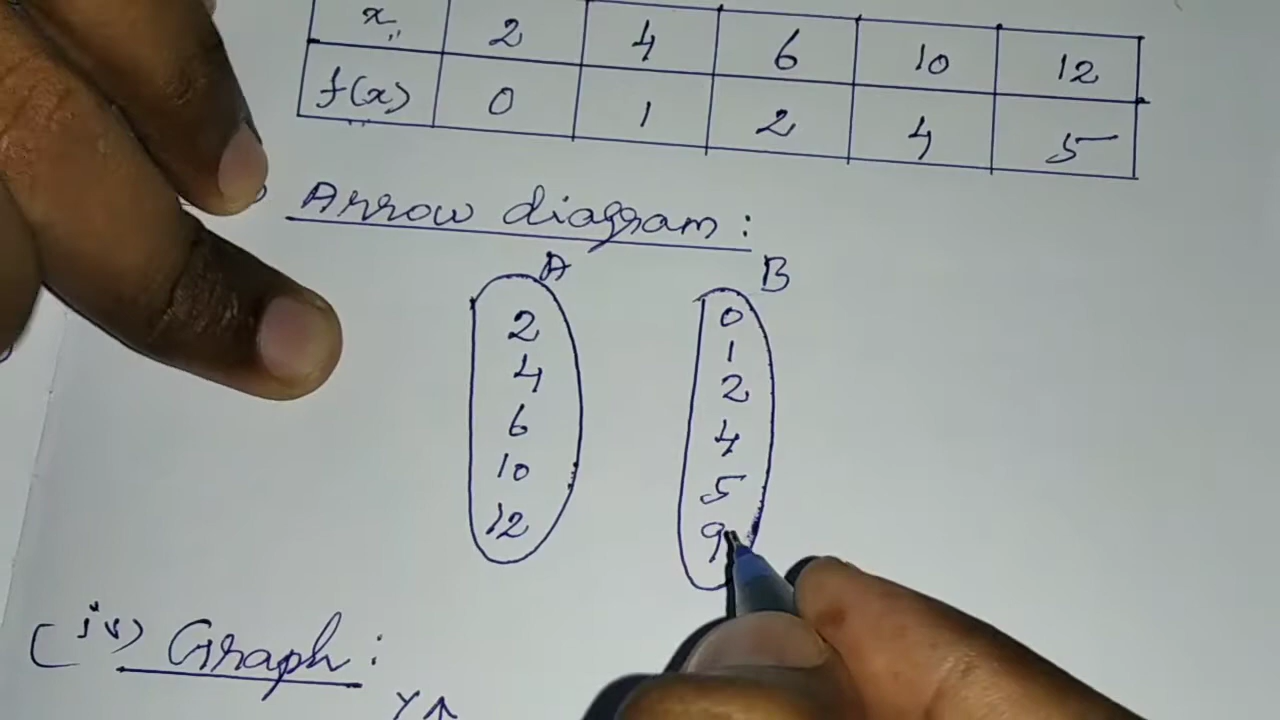 x 2 4 6 10 12
f(x) 0 1 2 4 5
Arrow diagram :
A B
2 0
4 1
6 2
10 4
12 5
9
(iv) Graph :
Y